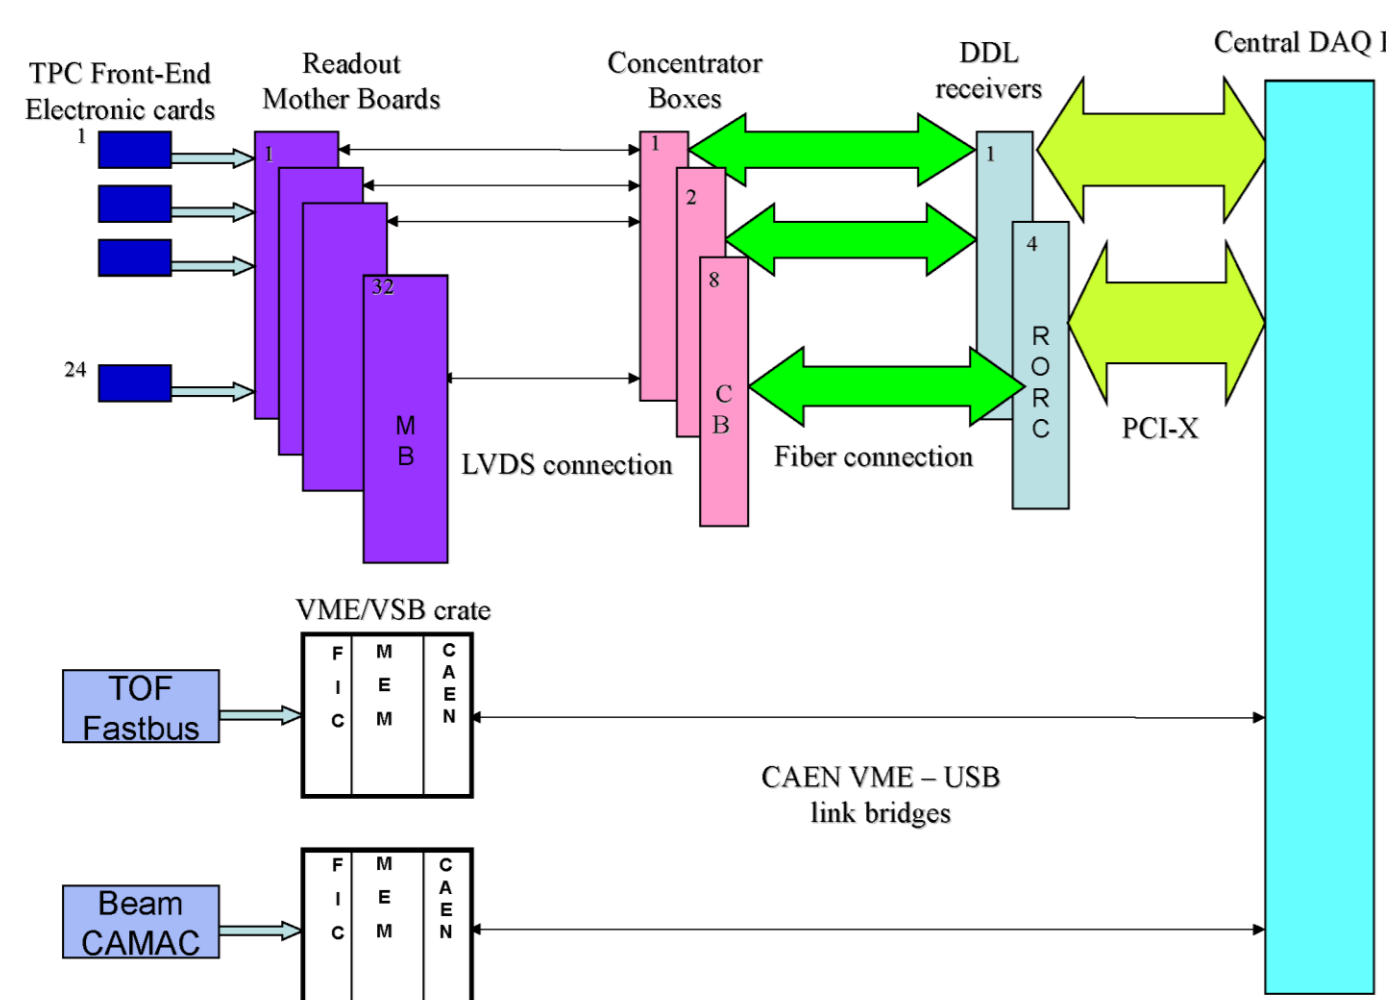 TPC Front-End
Electronic cards
Readout
Mother Boards
Concentrator
Boxes
DDL
receivers
Central DAQ
1
24
1
32
M
B
1
2
8
C
B
1
4
R
O
R
C
LVDS connection
Fiber connection
PCI-X
VME/VSB crate
TOF
Fastbus
F
I
C
M
E
M
C
A
E
N
CAEN VME – USB
link bridges
Beam
CAMAC
F
I
C
M
E
M
C
A
E
N